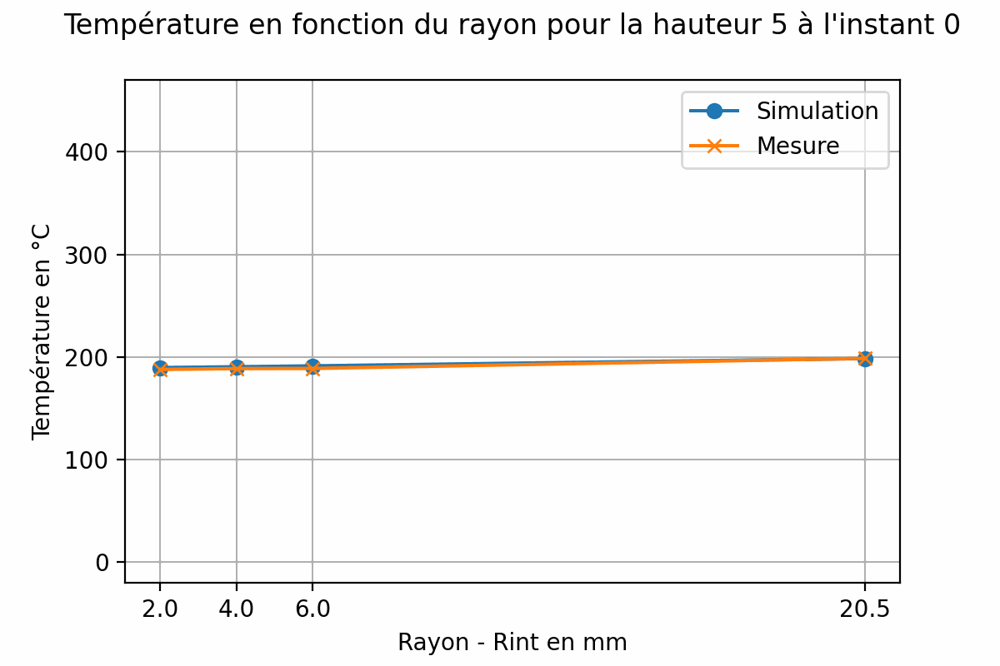 Température en fonction du rayon pour la hauteur 5 à l'instant 0
Simulation
Mesure
Température en °C
400
300
200
100
0
2.0 4.0 6.0 20.5
Rayon - Rint en mm